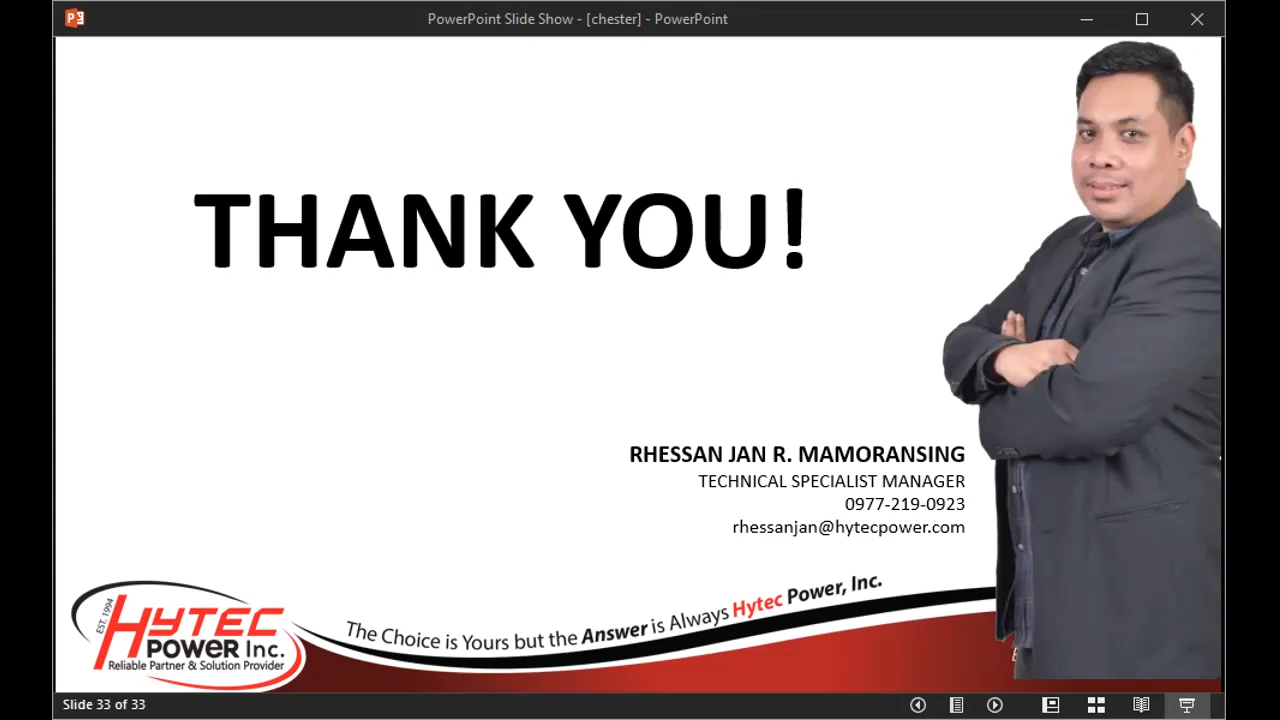 PowerPoint Slide Show - [chester] - PowerPoint
THANK YOU!
RHESSAN JAN R. MAMORANSING
TECHNICAL SPECIALIST MANAGER
0977-219-0923
rhessanjan@hytecpower.com
EST. 1994
HYTEC
POWER INC.
Reliable Partner & Solution Provider
The Choice is Yours but the Answer is Always Hytec Power, Inc.
Slide 33 of 33